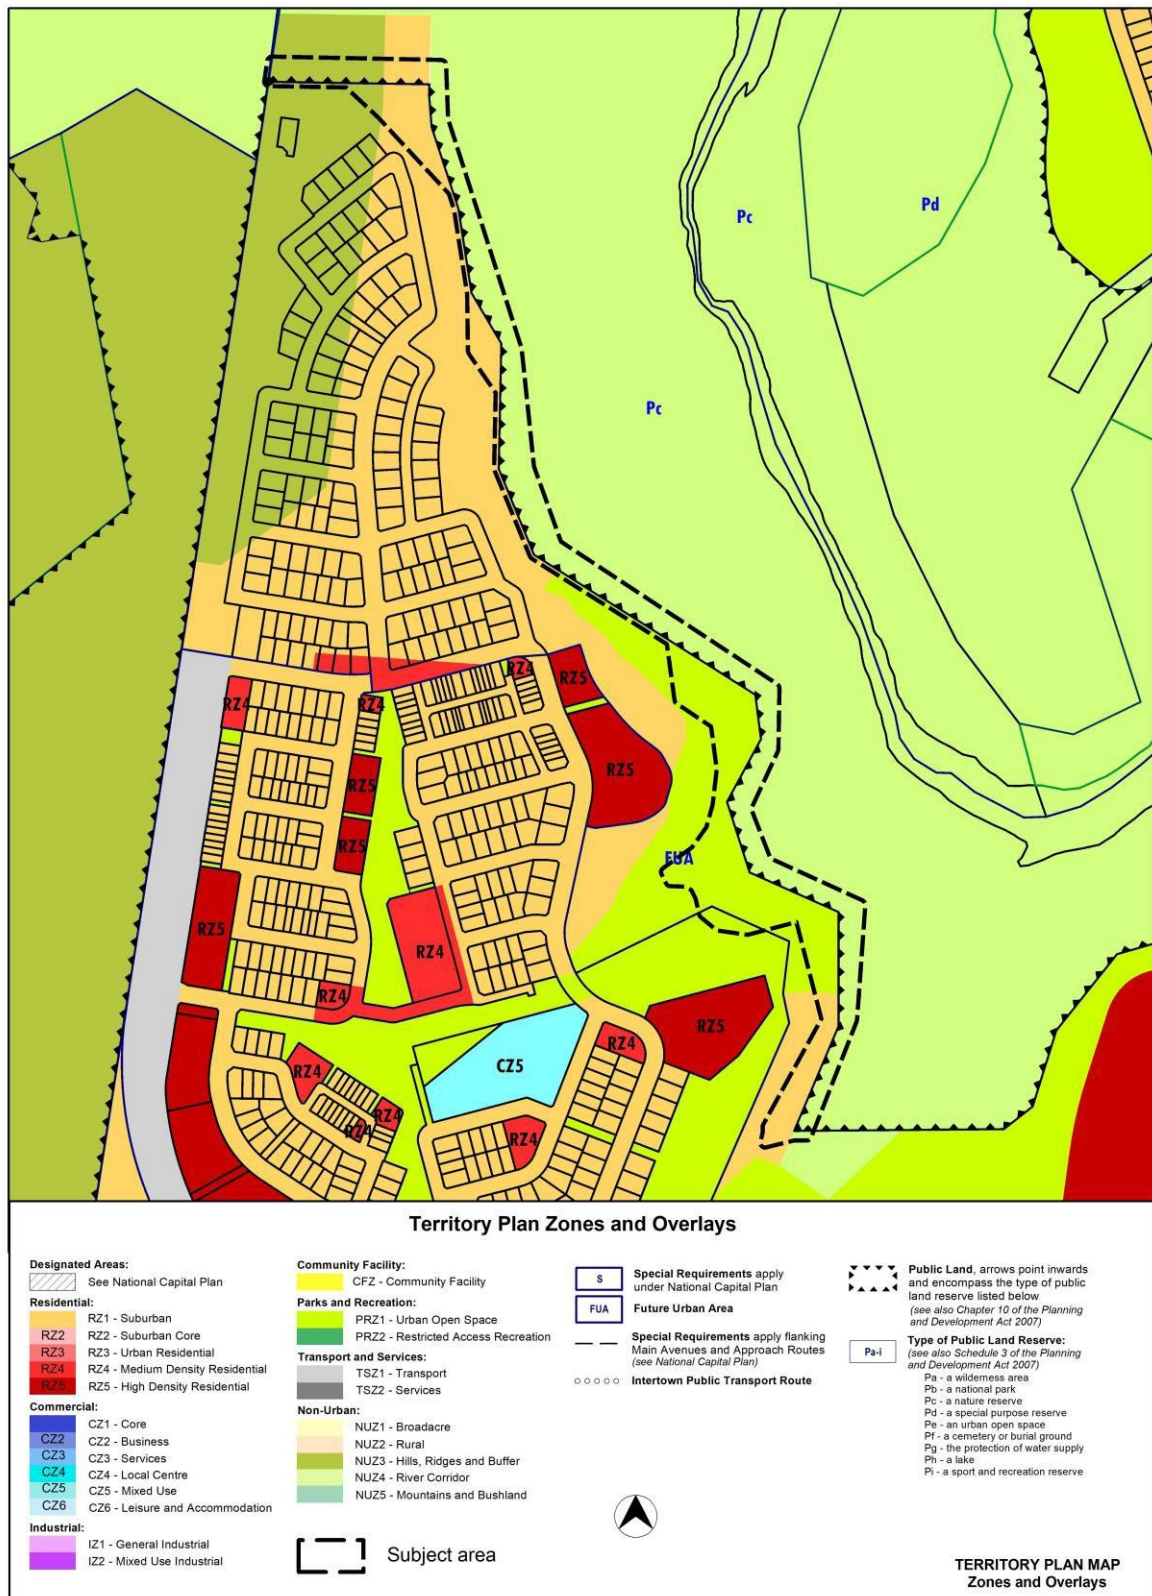 Pd
Pc
Pc
RZ4
RZ5
RZ4
RZ4
RZ5
RZ5
RZ5
FUA
RZ5
RZ4
RZ4
RZ5
RZ4
CZ5
RZ4
RZ4
RZ4
RZ4
Territory Plan Zones and Overlays
Designated Areas:
See National Capital Plan
Residential:
RZ1 - Suburban
RZ2 RZ2 - Suburban Core
RZ3 RZ3 - Urban Residential
RZ4 RZ4 - Medium Density Residential
RZ5 RZ5 - High Density Residential
Commercial:
CZ1 - Core
CZ2 CZ2 - Business
CZ3 CZ3 - Services
CZ4 CZ4 - Local Centre
CZ5 CZ5 - Mixed Use
CZ6 CZ6 - Leisure and Accommodation
Industrial:
IZ1 - General Industrial
IZ2 - Mixed Use Industrial
Community Facility:
CFZ - Community Facility
Parks and Recreation:
PRZ1 - Urban Open Space
PRZ2 - Restricted Access Recreation
Transport and Services:
TSZ1 - Transport
TSZ2 - Services
Non-Urban:
NUZ1 - Broadacre
NUZ2 - Rural
NUZ3 - Hills, Ridges and Buffer
NUZ4 - River Corridor
NUZ5 - Mountains and Bushland
Subject area
S Special Requirements apply
under National Capital Plan
FUA Future Urban Area
Special Requirements apply flanking
Main Avenues and Approach Routes
(see National Capital Plan)
Intertown Public Transport Route
Public Land, arrows point inwards
and encompass the type of public
land reserve listed below
(see also Chapter 10 of the Planning
and Development Act 2007)
Pa-i Type of Public Land Reserve:
(see also Schedule 3 of the Planning
and Development Act 2007)
Pa - a wilderness area
Pb - a national park
Pc - a nature reserve
Pd - a special purpose reserve
Pe - an urban open space
Pf - a cemetery or burial ground
Pg - the protection of water supply
Ph - a lake
Pi - a sport and recreation reserve
TERRITORY PLAN MAP
Zones and Overlays